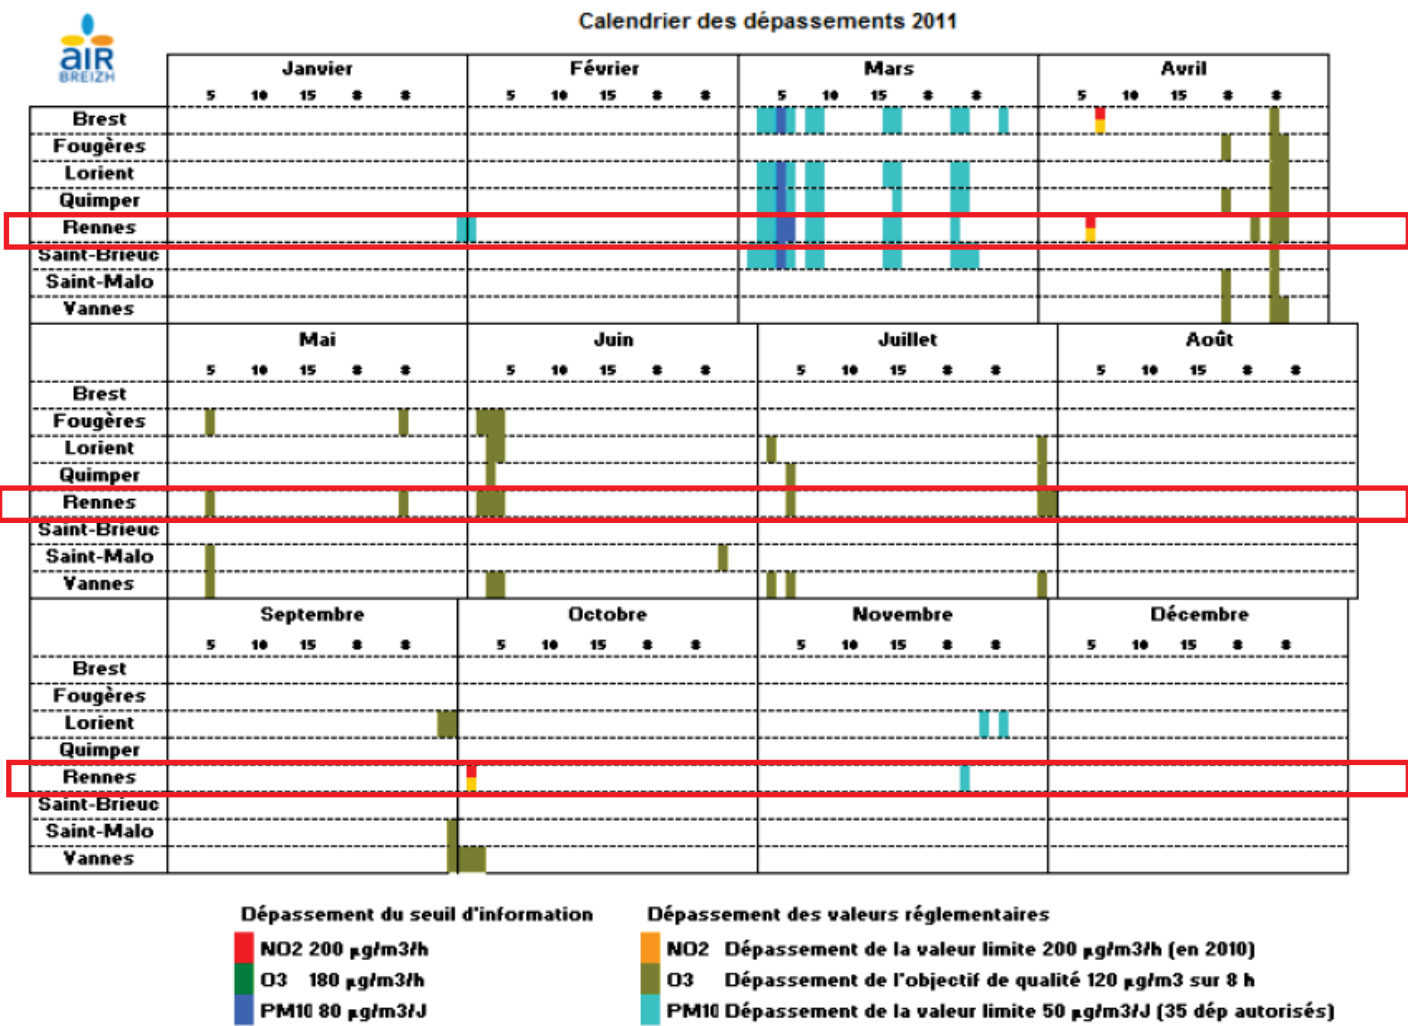 Calendrier des dépassements 2011
aiR
BREIZH
Janvier Février Mars Avril
5 10 15 5 10 15 5 10 15 5 10 15
Brest
Fougères
Lorient
Quimper
Rennes
Saint-Brieuc
Saint-Malo
Vannes
Mai Juin Juillet Août
5 10 15 5 10 15 5 10 15 5 10 15
Brest
Fougères
Lorient
Quimper
Rennes
Saint-Brieuc
Saint-Malo
Vannes
Septembre Octobre Novembre Décembre
5 10 15 5 10 15 5 10 15 5 10 15
Brest
Fougères
Lorient
Quimper
Rennes
Saint-Brieuc
Saint-Malo
Vannes
Dépassement du seuil d'information
NO2 200 µg/m3/h
O3 180 µg/m3/h
PM10 80 µg/m3/J
Dépassement des valeurs réglementaires
NO2 Dépassement de la valeur limite 200 µg/m3/h (en 2010)
O3 Dépassement de l'objectif de qualité 120 µg/m3 sur 8 h
PM10 Dépassement de la valeur limite 50 µg/m3/J (35 dép autorisés)